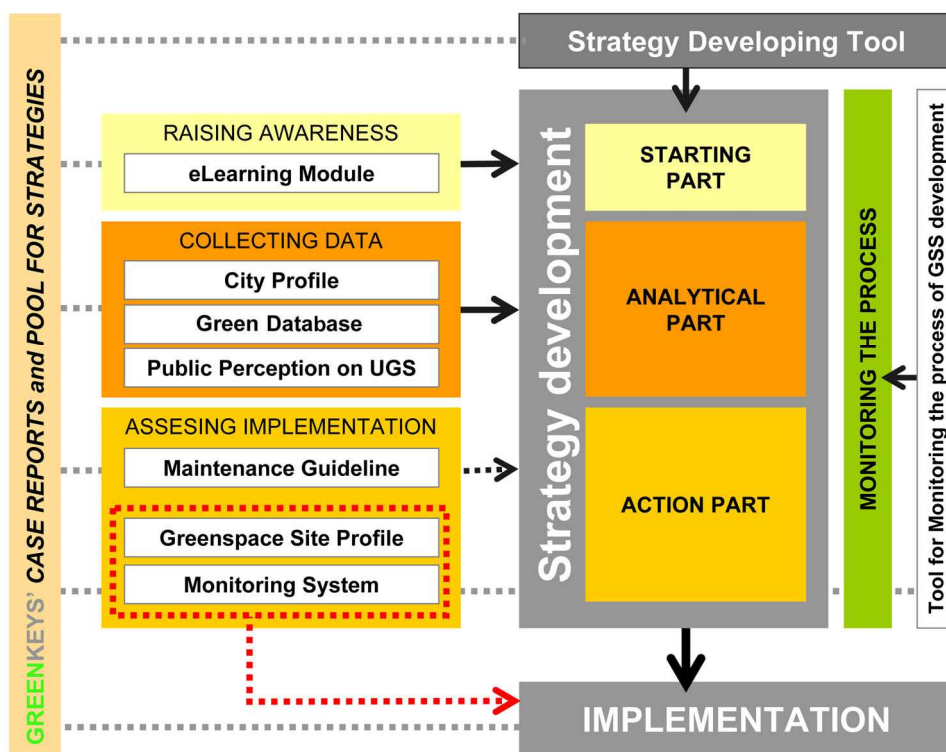 GREENKEYS' CASE REPORTS and POOL FOR STRATEGIES
Strategy Developing Tool
RAISING AWARENESS
eLearning Module
COLLECTING DATA
City Profile
Green Database
Public Perception on UGS
ASSESING IMPLEMENTATION
Maintenance Guideline
Greenspace Site Profile
Monitoring System
Strategy development
STARTING
PART
ANALYTICAL
PART
ACTION PART
MONITORING THE PROCESS
Tool for Monitoring the process of GSS development
IMPLEMENTATION